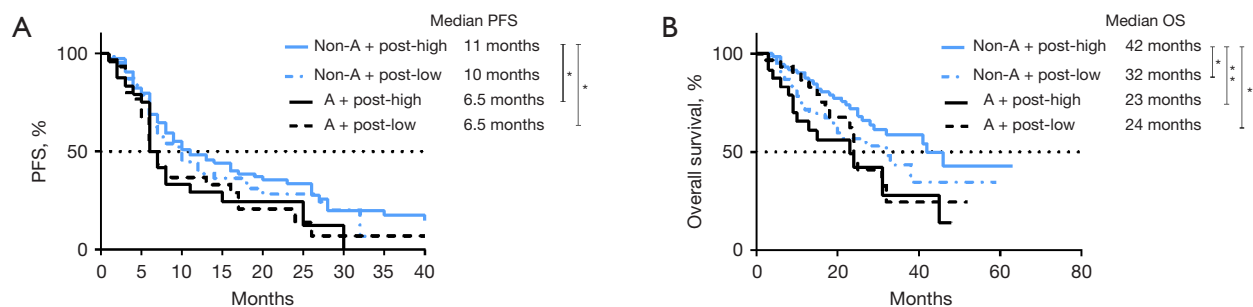 A
Median PFS
Non-A + post-high 11 months
Non-A + post-low 10 months
A + post-high 6.5 months
A + post-low 6.5 months
*
*
PFS, %
100
50
0
0 5 10 15 20 25 30 35 40
Months
B
Median OS
Non-A + post-high 42 months
Non-A + post-low 32 months
A + post-high 23 months
A + post-low 24 months
*
**
*
Overall survival, %
100
50
0
0 20 40 60 80
Months